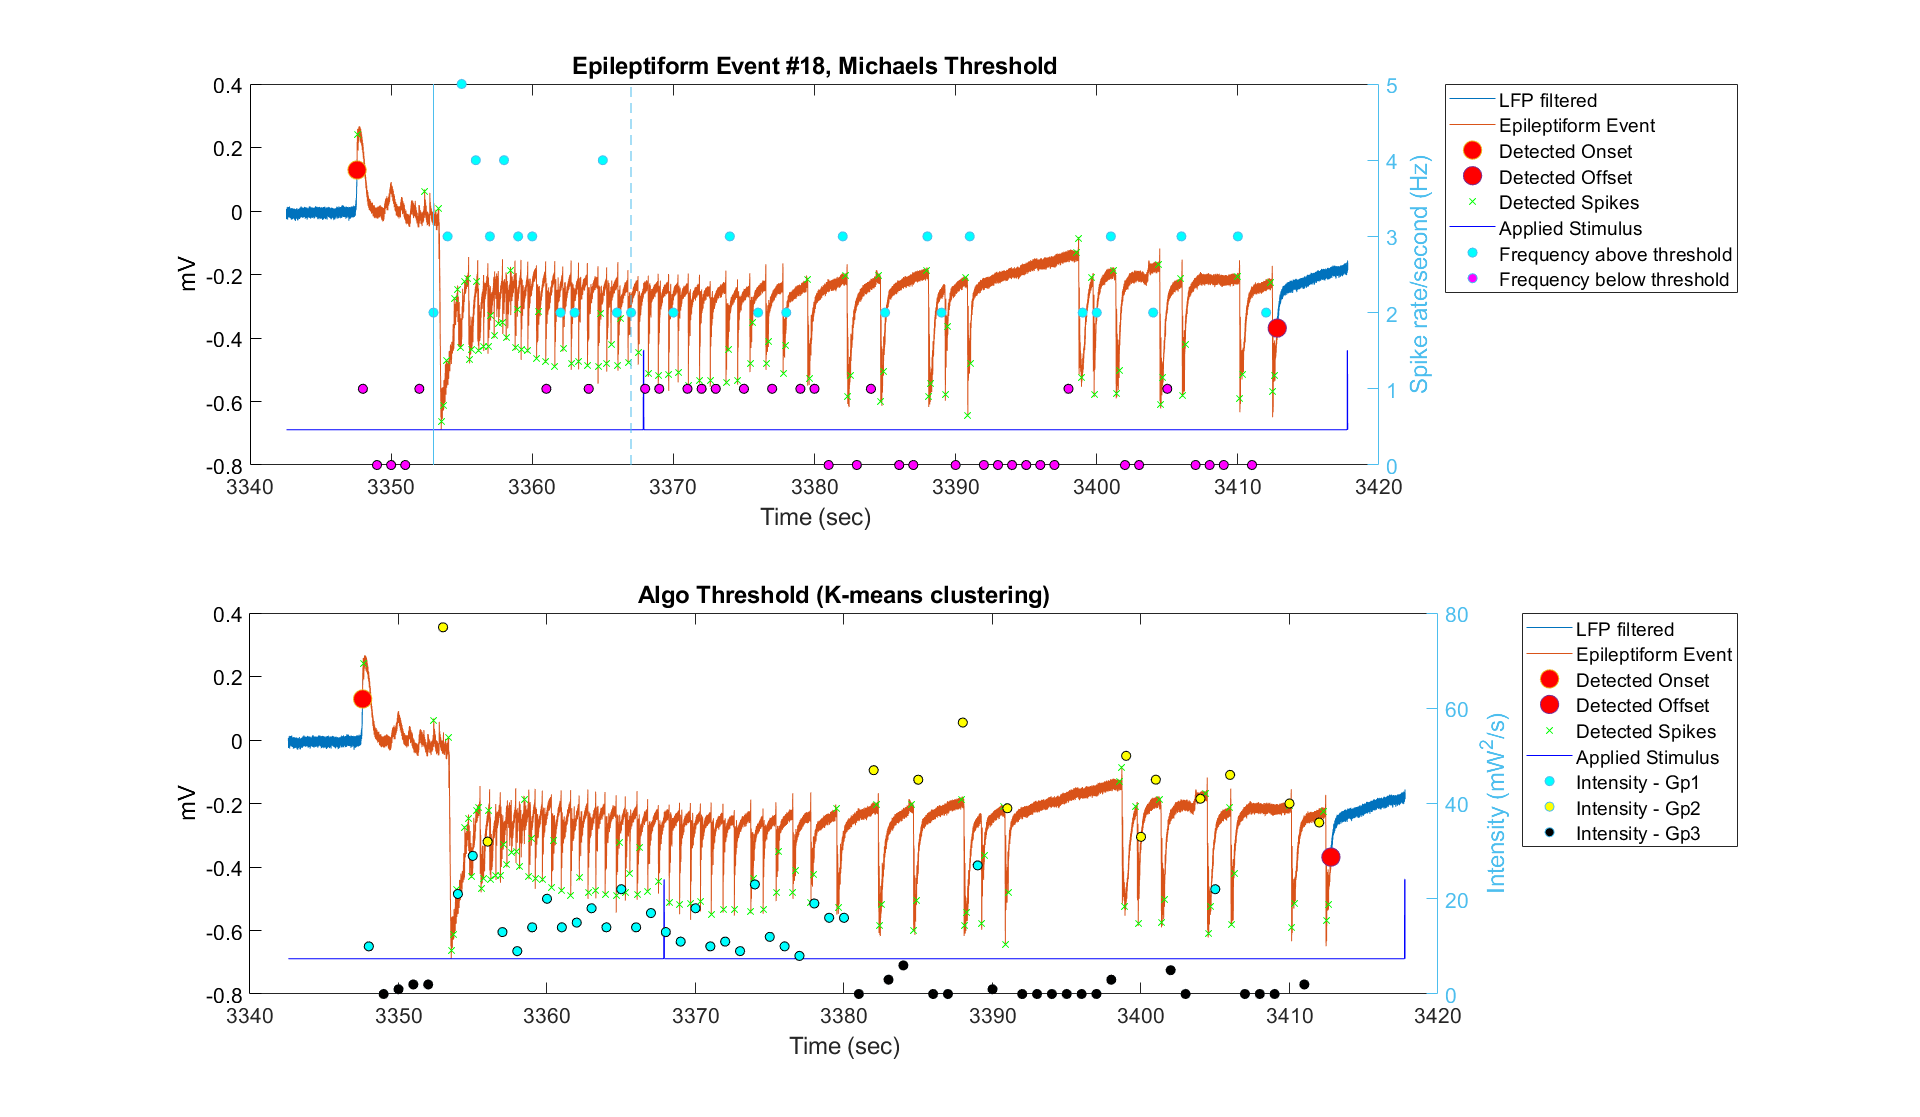 Epileptiform Event #18, Michaels Threshold
0.4
0.2
0
-0.2
-0.4
-0.6
-0.8
mV
3340
3350
3360
3370
3380
3390
3400
3410
3420
Time (sec)
5
4
3
2
1
0
Spike rate/second (Hz)
LFP filtered
Epileptiform Event
Detected Onset
Detected Offset
Detected Spikes
Applied Stimulus
Frequency above threshold
Frequency below threshold
Algo Threshold (K-means clustering)
0.4
0.2
0
-0.2
-0.4
-0.6
-0.8
mV
3340
3350
3360
3370
3380
3390
3400
3410
3420
Time (sec)
80
60
40
20
0
Intensity (mW²/s)
LFP filtered
Epileptiform Event
Detected Onset
Detected Offset
Detected Spikes
Applied Stimulus
Intensity - Gp1
Intensity - Gp2
Intensity - Gp3